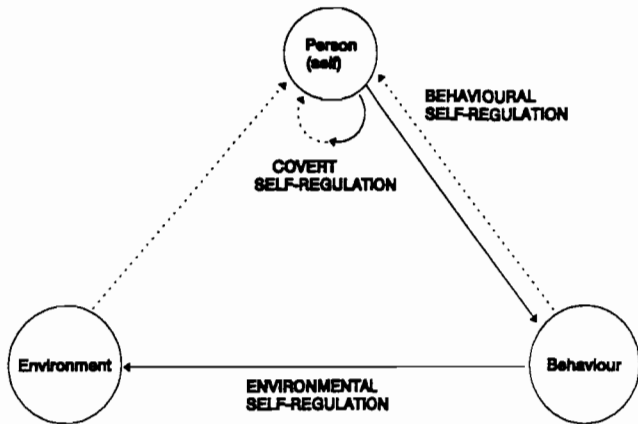 Person
(self)
BEHAVIOURAL
SELF-REGULATION
COVERT
SELF-REGULATION
Environment
Behaviour
ENVIRONMENTAL
SELF-REGULATION